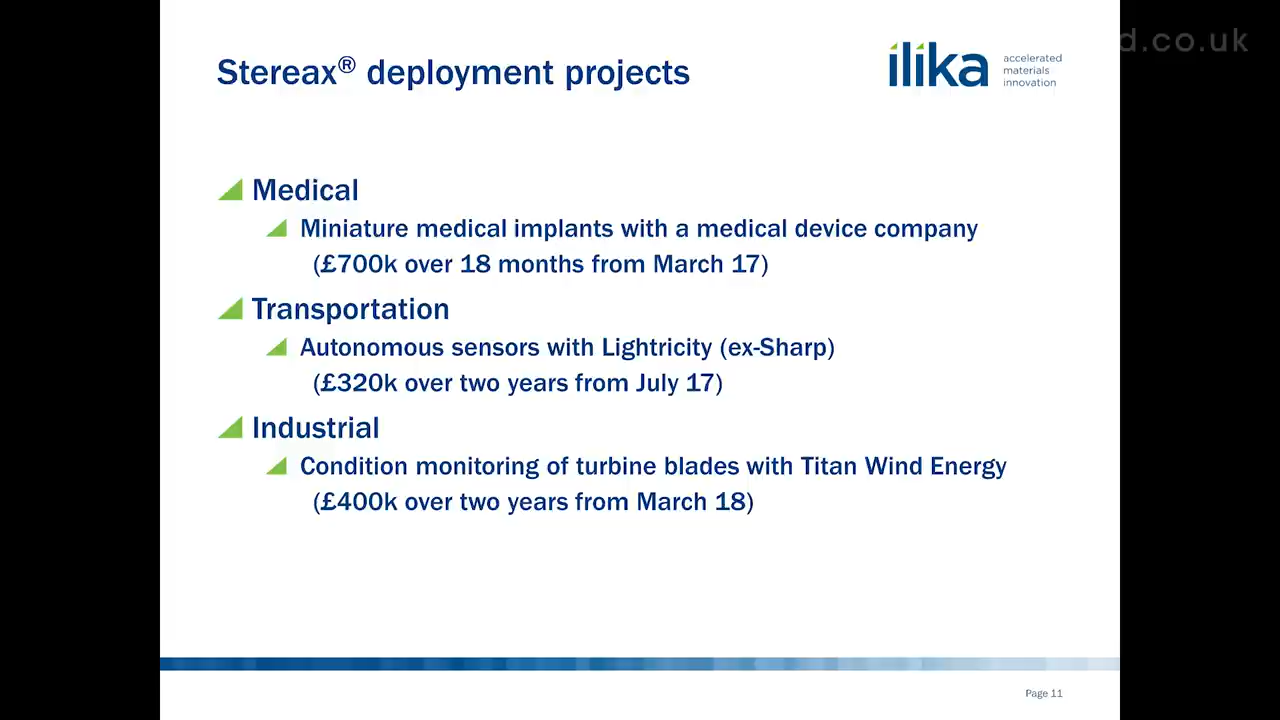 Stereax® deployment projects
ilika
accelerated
materials
innovation
d.co.uk
Medical
Miniature medical implants with a medical device company
(£700k over 18 months from March 17)
Transportation
Autonomous sensors with Lightricity (ex-Sharp)
(£320k over two years from July 17)
Industrial
Condition monitoring of turbine blades with Titan Wind Energy
(£400k over two years from March 18)
Page 11